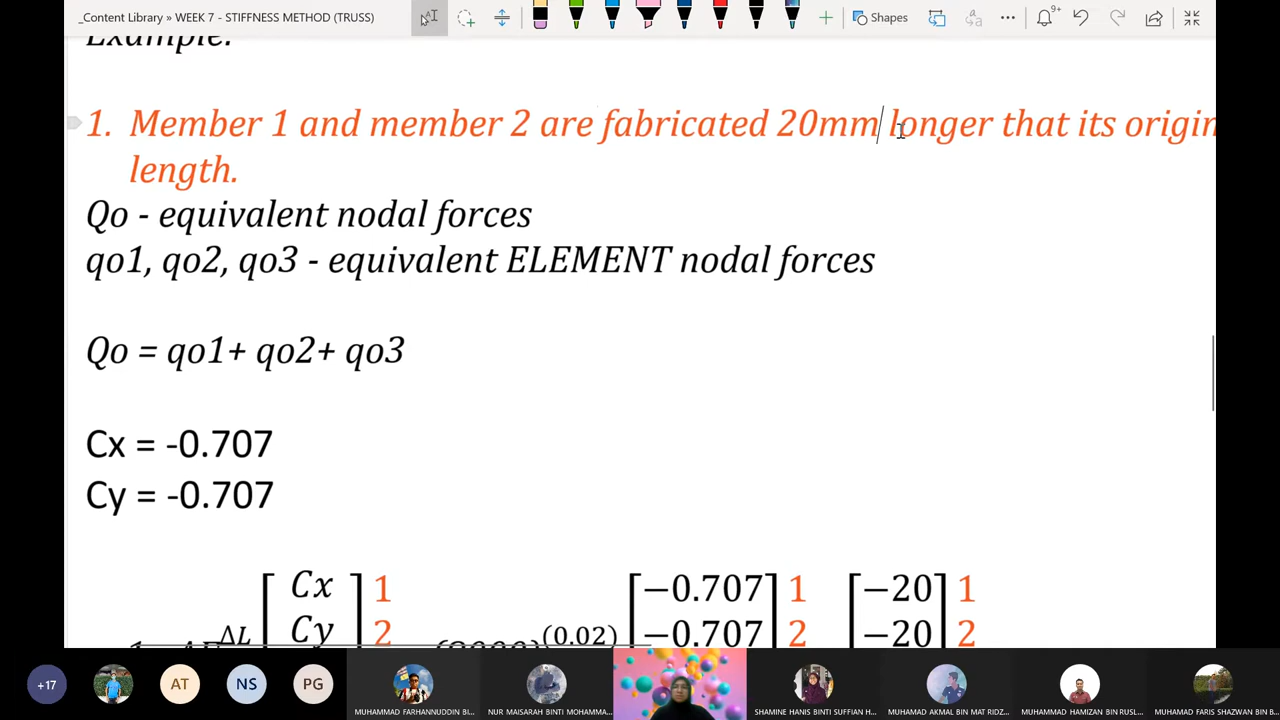 _Content Library » WEEK 7 - STIFFNESS METHOD (TRUSS)
Shapes
9+
Example:
1. Member 1 and member 2 are fabricated 20mm longer that its origin
length.
Qo - equivalent nodal forces
qo1, qo2, qo3 - equivalent ELEMENT nodal forces
Qo = qo1+ qo2+ qo3
Cx = -0.707
Cy = -0.707
[ Cx ] 1 [ −0.707 ] 1 [ −20 ] 1
Cy 2 −0.707 2 −20 2
ΔL (0.02)
+17
AT
NS
PG
MUHAMMAD FARHANNUDDIN BI...
NUR MAISARAH BINTI MOHAMMA...
SHAMINE HANIS BINTI SUFFIAN H...
MUHAMAD AKMAL BIN MAT RIDZ...
MUHAMMAD HAMIZAN BIN RUSL...
MUHAMAD FARIS SHAZWAN BIN B...